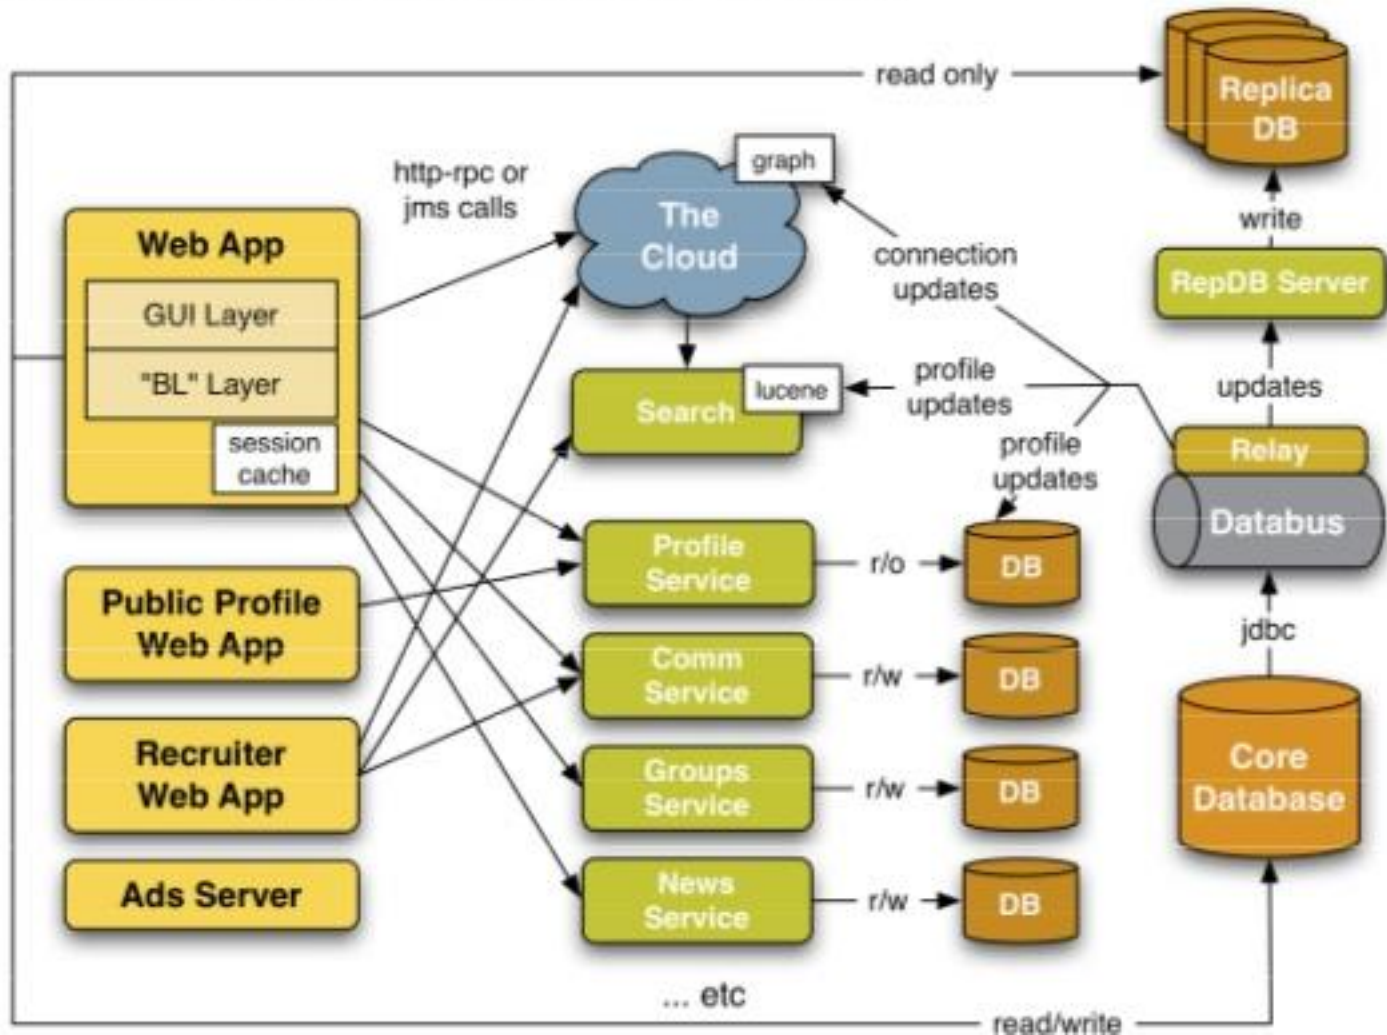 read only
Replica
DB
graph
http-rpc or
jms calls
The
Cloud
write
Web App
connection
updates
RepDB Server
GUI Layer
"BL" Layer
session
cache
Search
lucene
profile
updates
updates
profile
updates
Relay
Databus
Profile
Service
r/o
DB
Public Profile
Web App
jdbc
Comm
Service
r/w
DB
Recruiter
Web App
Groups
Service
r/w
DB
Core
Database
Ads Server
News
Service
r/w
DB
... etc
read/write